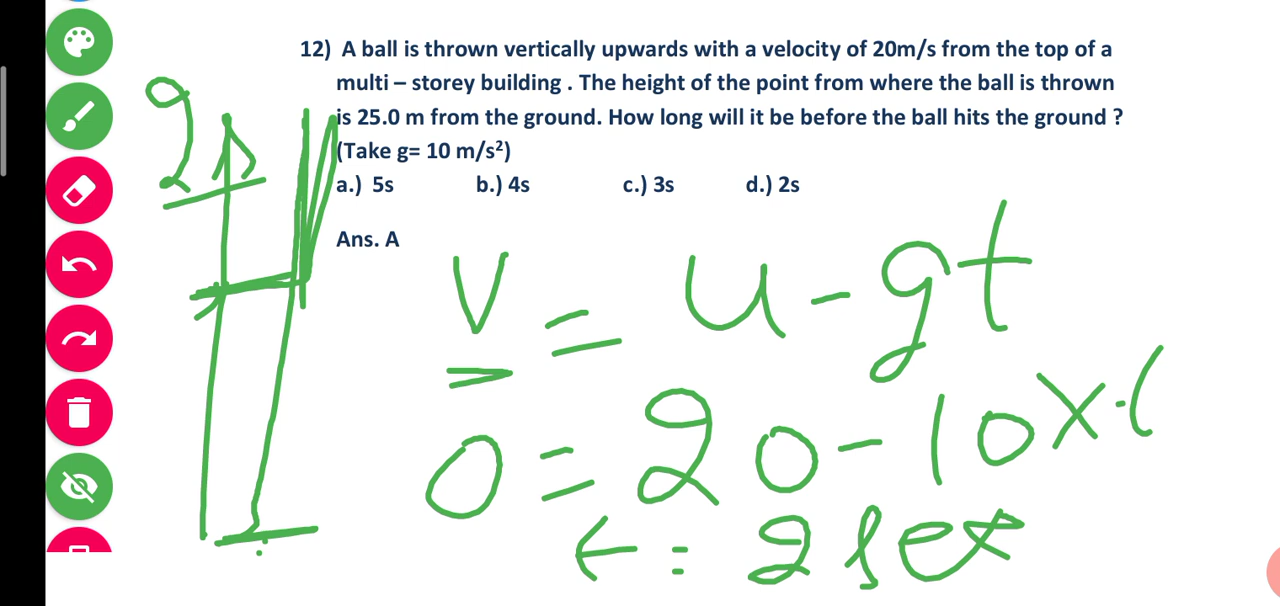 12) A ball is thrown vertically upwards with a velocity of 20m/s from the top of a
multi – storey building . The height of the point from where the ball is thrown
is 25.0 m from the ground. How long will it be before the ball hits the ground ?
(Take g= 10 m/s²)
a.) 5s b.) 4s c.) 3s d.) 2s
Ans. A
2s
v = u - gt
0 = 20 - 10 x
t = 2 sec